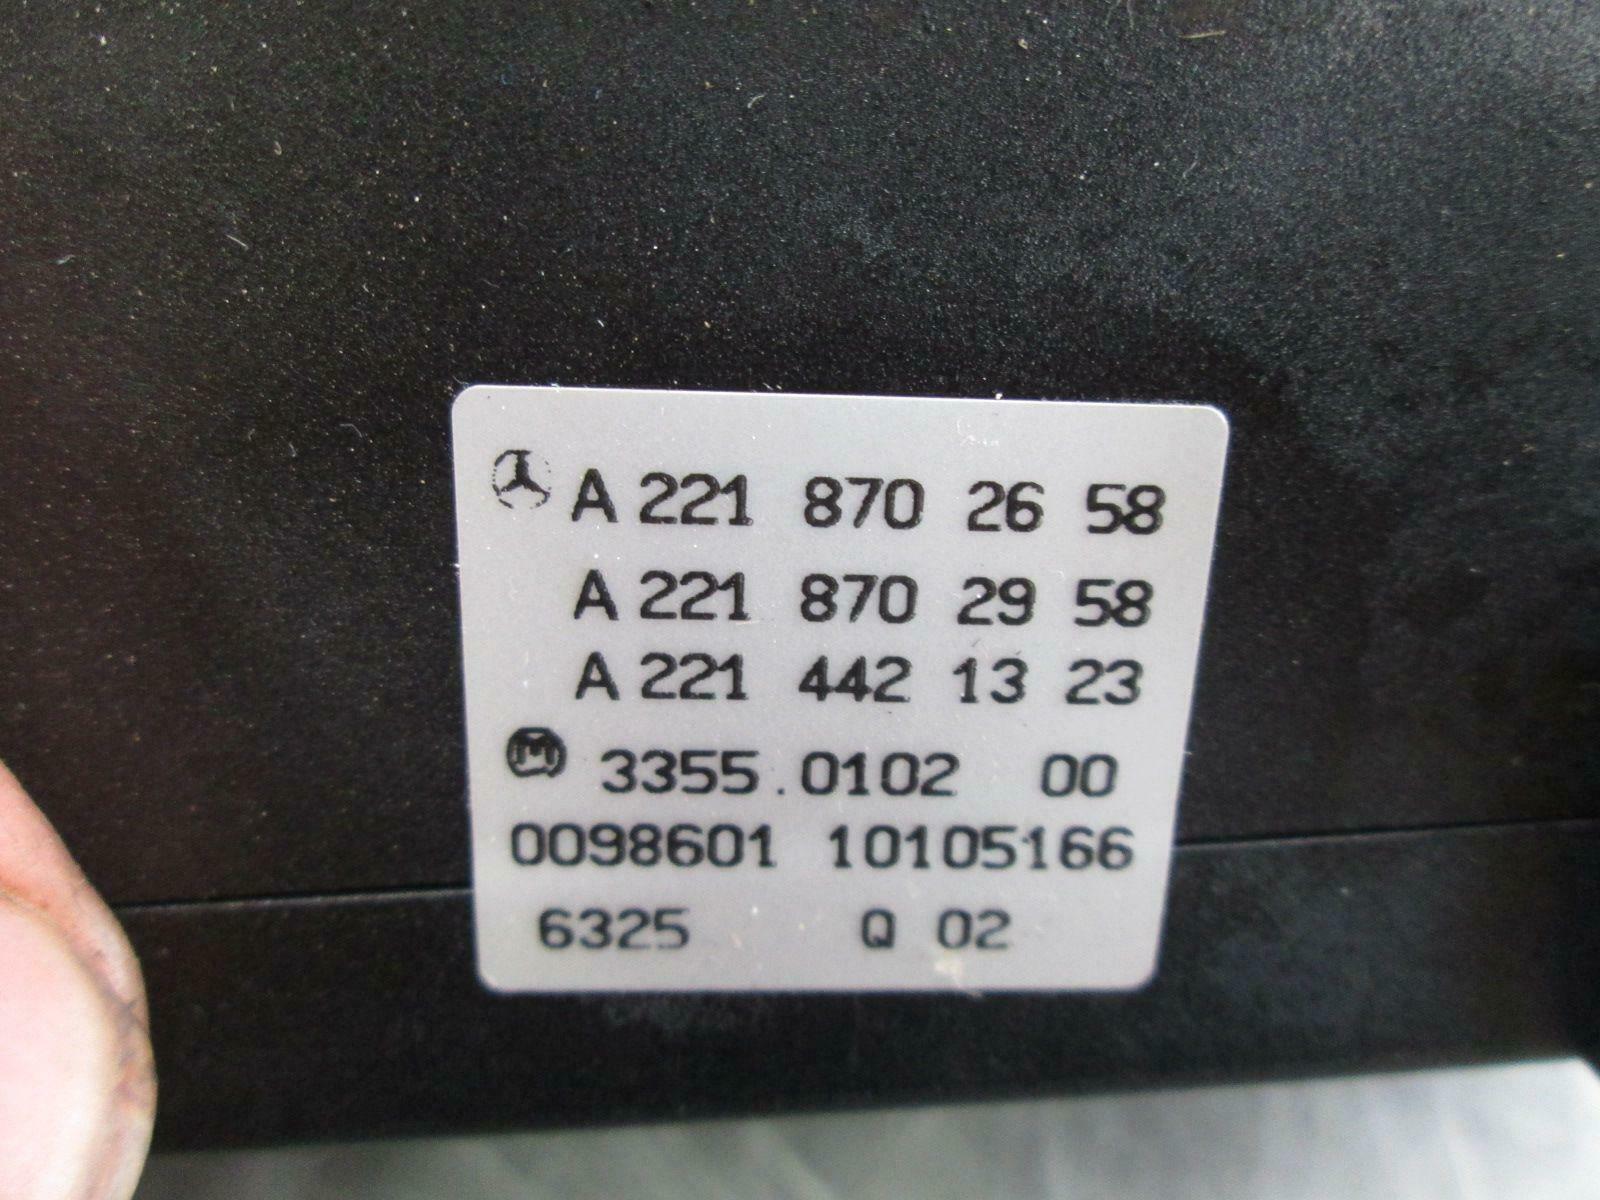 A 221 870 26 58
A 221 870 29 58
A 221 442 13 23
M 3355.0102 00
0098601 10105166
6325 Q 02